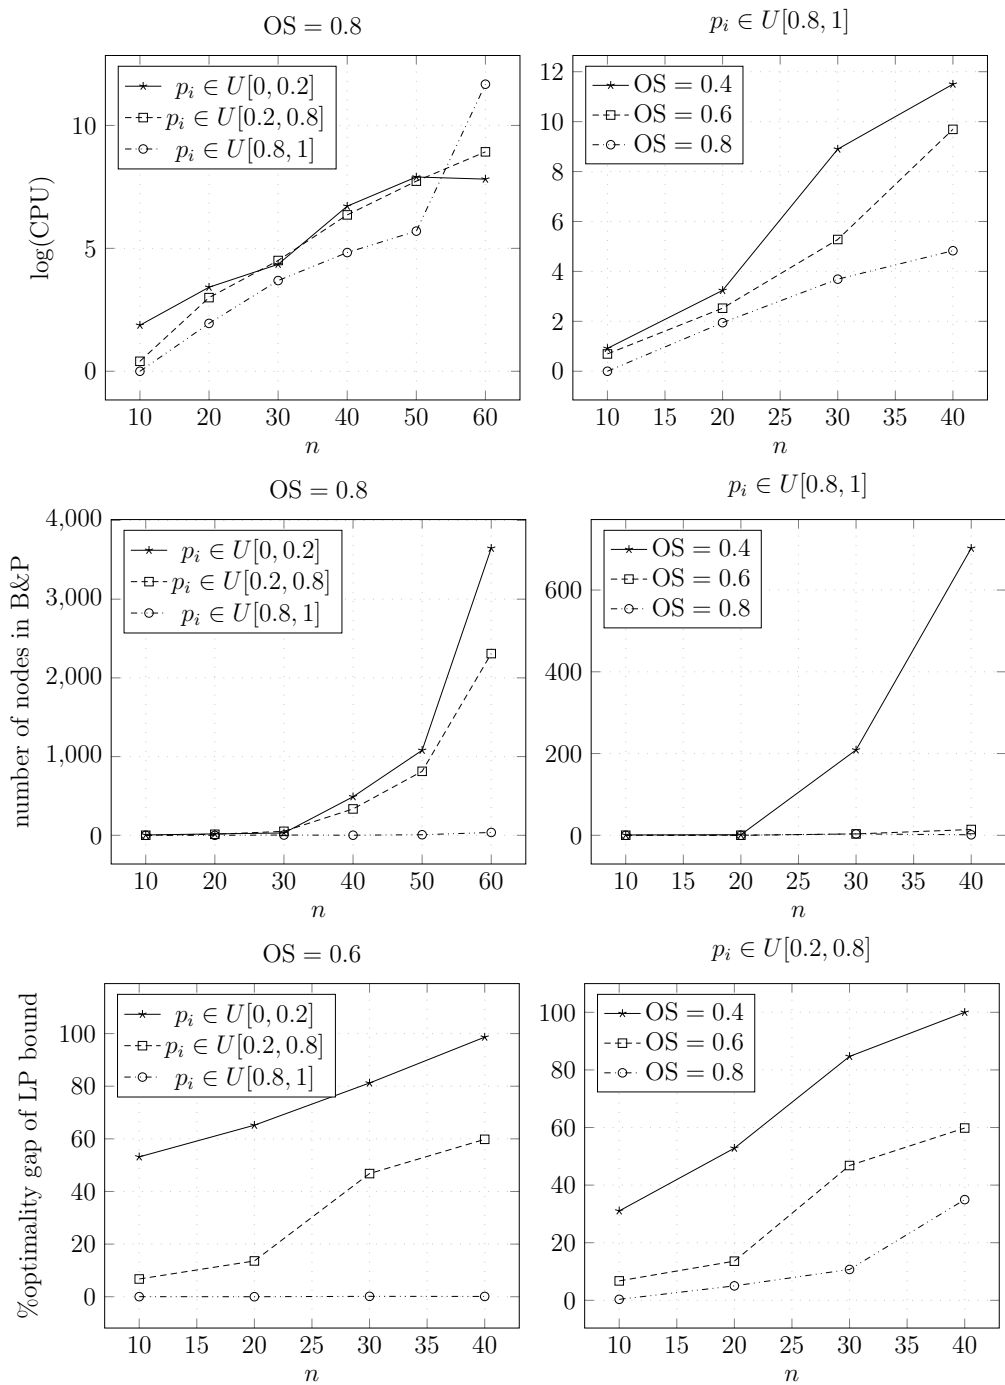 OS = 0.8
log(CPU)
10
5
0
p_i ∈ U[0, 0.2]
p_i ∈ U[0.2, 0.8]
p_i ∈ U[0.8, 1]
10 20 30 40 50 60
n
p_i ∈ U[0.8, 1]
12
10
8
6
4
2
0
OS = 0.4
OS = 0.6
OS = 0.8
10 15 20 25 30 35 40
n
OS = 0.8
number of nodes in B&P
4,000
3,000
2,000
1,000
0
p_i ∈ U[0, 0.2]
p_i ∈ U[0.2, 0.8]
p_i ∈ U[0.8, 1]
10 20 30 40 50 60
n
p_i ∈ U[0.8, 1]
600
400
200
0
OS = 0.4
OS = 0.6
OS = 0.8
10 15 20 25 30 35 40
n
OS = 0.6
%optimality gap of LP bound
100
80
60
40
20
0
p_i ∈ U[0, 0.2]
p_i ∈ U[0.2, 0.8]
p_i ∈ U[0.8, 1]
10 15 20 25 30 35 40
n
p_i ∈ U[0.2, 0.8]
100
80
60
40
20
0
OS = 0.4
OS = 0.6
OS = 0.8
10 15 20 25 30 35 40
n